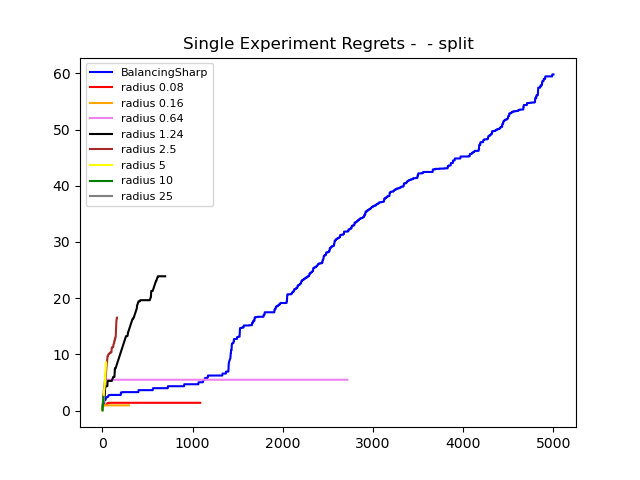 Single Experiment Regrets -  - split
BalancingSharp
radius 0.08
radius 0.16
radius 0.64
radius 1.24
radius 2.5
radius 5
radius 10
radius 25
60
50
40
30
20
10
0
0 1000 2000 3000 4000 5000